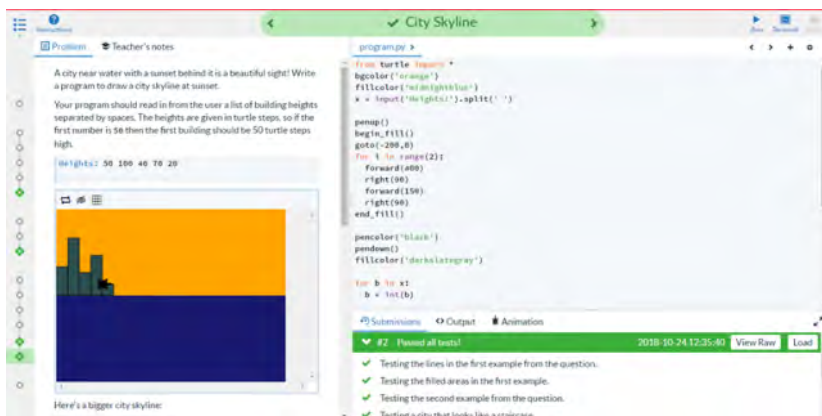 City Skyline
Instructions
Run
Terminal
Problem
Teacher's notes
A city near water with a sunset behind it is a beautiful sight! Write
a program to draw a city skyline at sunset.
Your program should read in from the user a list of building heights
separated by spaces. The heights are given in turtle steps, so if the
first number is 50 then the first building should be 50 turtle steps
high.
Heights: 50 100 40 70 20
Here's a bigger city skyline:
program.py
from turtle import *
bgcolor('orange')
fillcolor('midnightblue')
x = input('Heights:').split(' ')
penup()
begin_fill()
goto(-200,0)
for i in range(2):
forward(400)
right(90)
forward(150)
right(90)
end_fill()
pencolor('black')
pendown()
fillcolor('darkslategray')
for b in x:
b = int(b)
Submissions
Output
Animation
#2 Passed all tests!
2018-10-24,12:35:40
View Raw
Load
Testing the lines in the first example from the question.
Testing the filled areas in the first example.
Testing the second example from the question.
Testing a city that looks like a staircase.